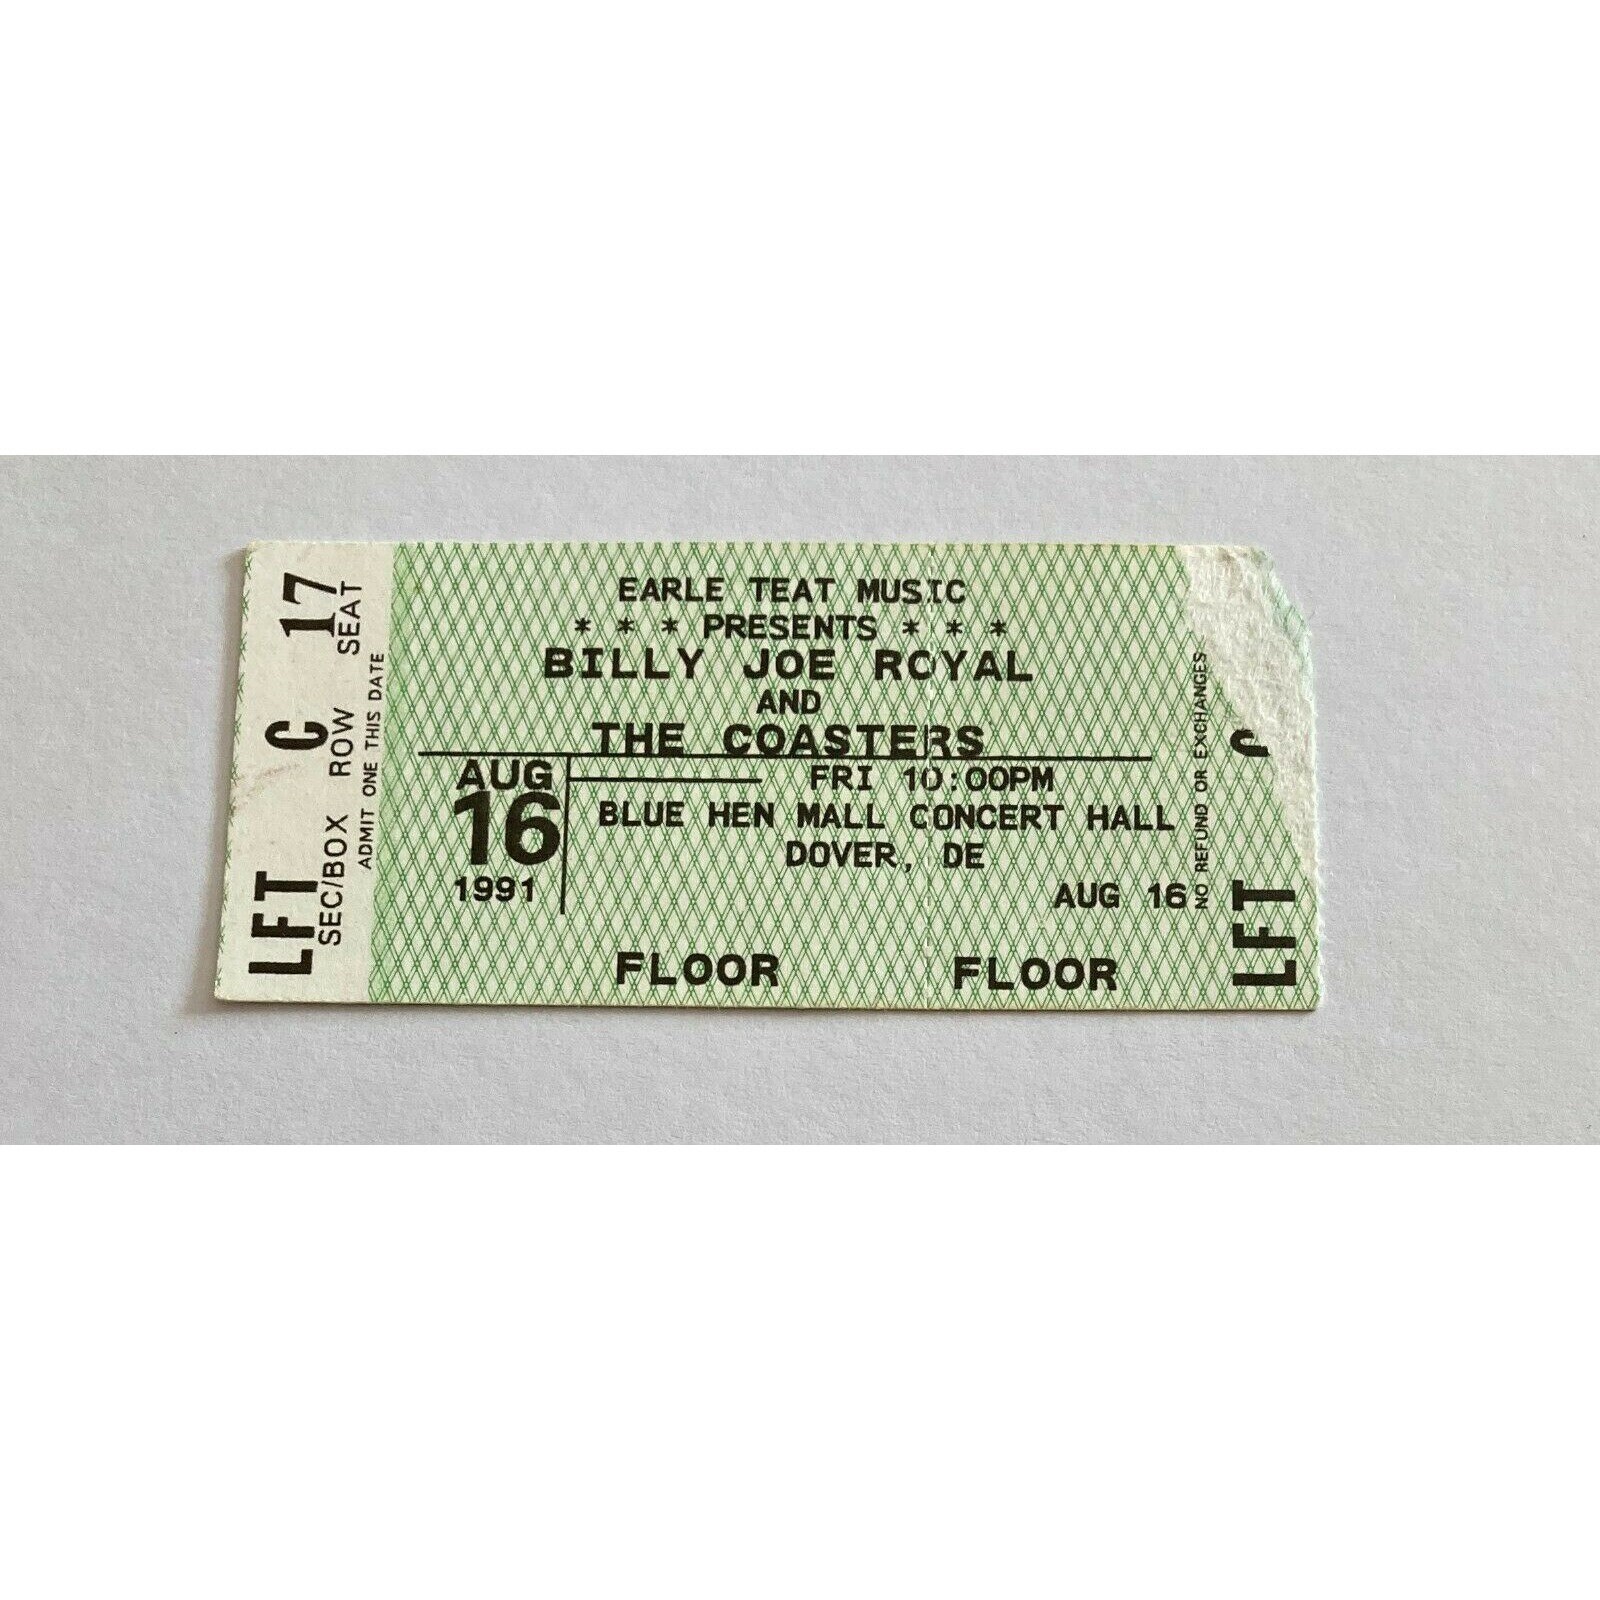 17
SEAT
C
ROW
LFT
SEC/BOX
ADMIT ONE THIS DATE
EARLE TEAT MUSIC
* * * PRESENTS * * *
BILLY JOE ROYAL
AND
THE COASTERS
AUG
16
1991
FRI 10:00PM
BLUE HEN MALL CONCERT HALL
DOVER, DE
AUG 16
FLOOR FLOOR
NO REFUND OR EXCHANGES
LFT